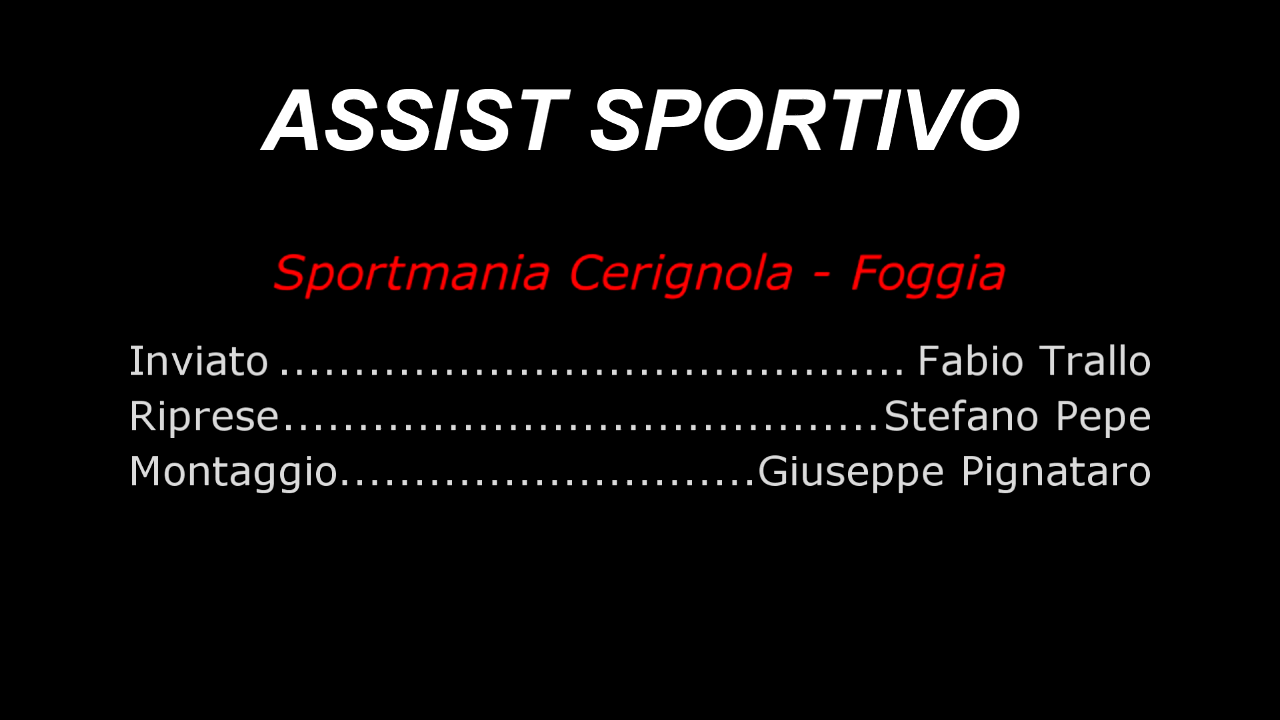 ASSIST SPORTIVO
Sportmania Cerignola - Foggia
Inviato .......................................... Fabio Trallo
Riprese........................................Stefano Pepe
Montaggio............................Giuseppe Pignataro